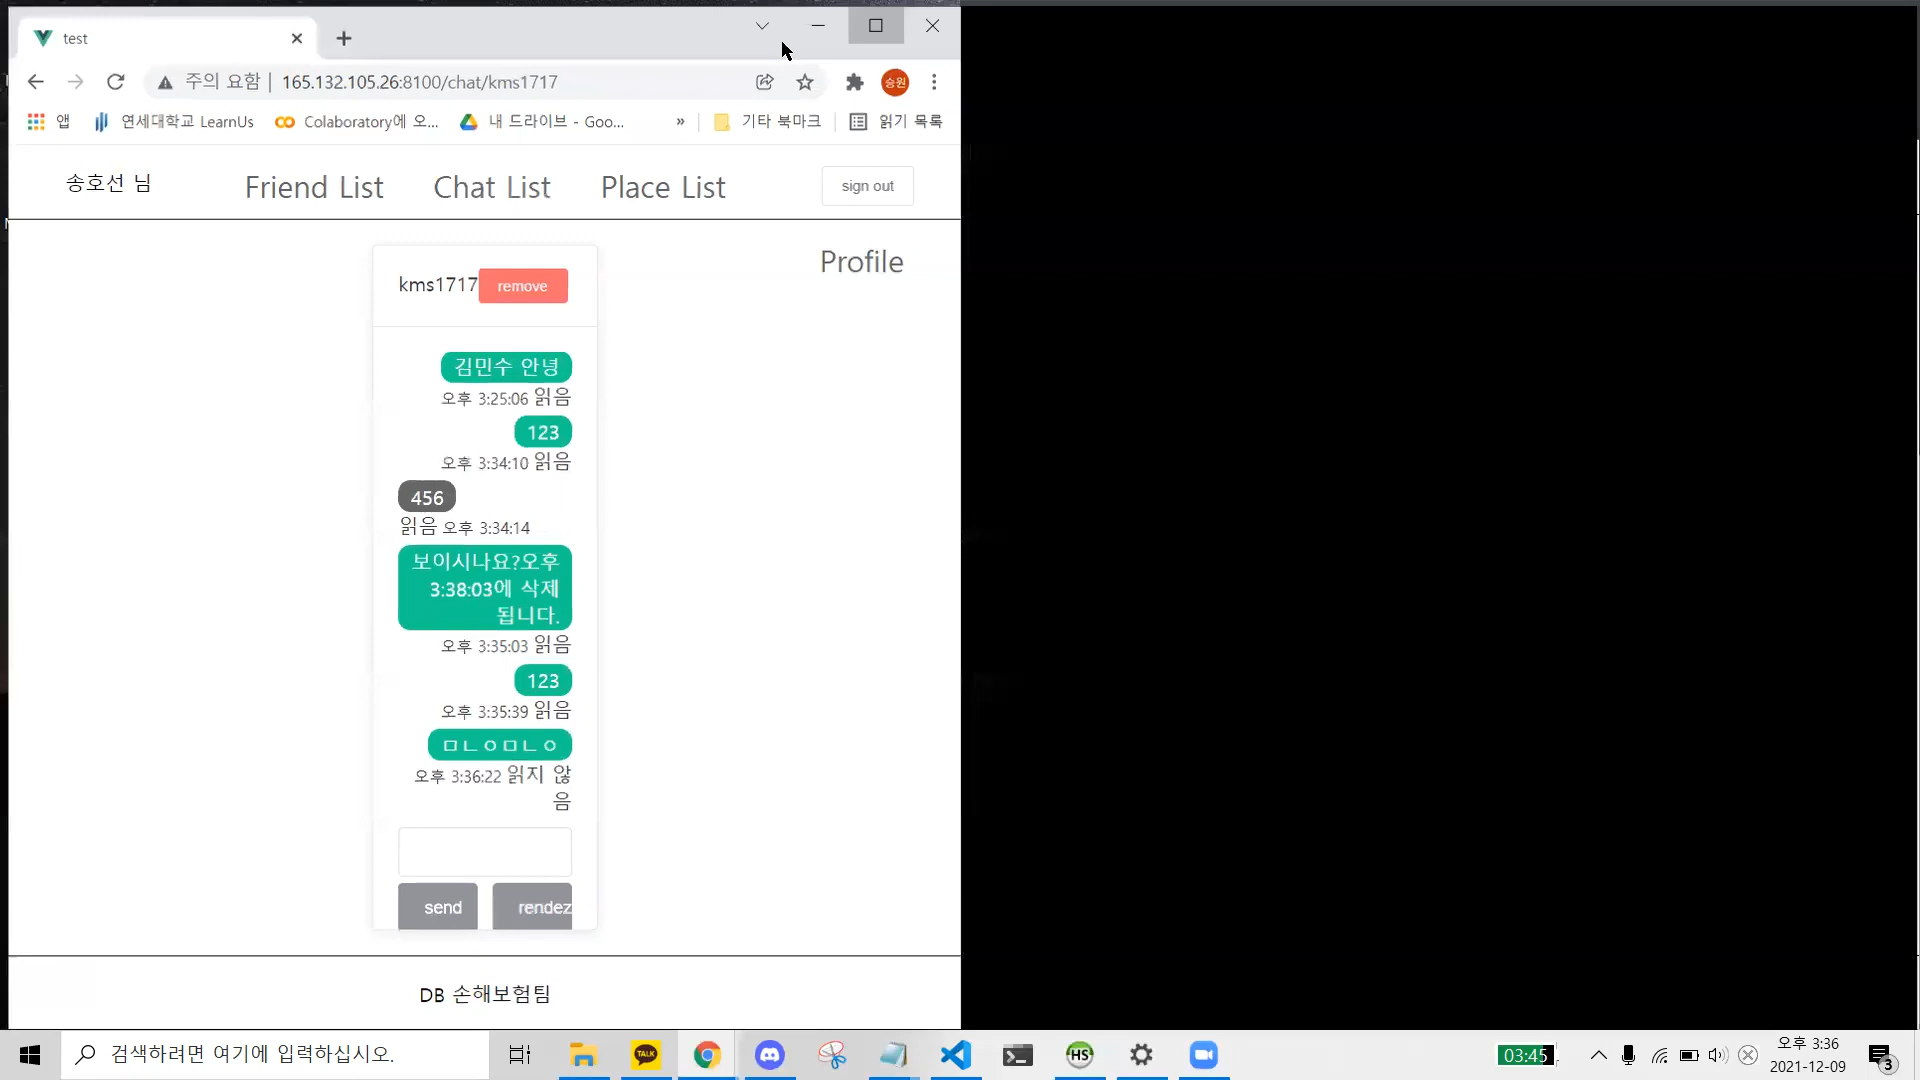 test
주의 요함
165.132.105.26:8100/chat/kms1717
승원
앱
연세대학교 LearnUs
Colaboratory에 오...
내 드라이브 - Goo...
»
기타 북마크
읽기 목록
송호선 님
Friend List
Chat List
Place List
sign out
Profile
kms1717
remove
김민수 안녕
오후 3:25:06 읽음
123
오후 3:34:10 읽음
456
읽음 오후 3:34:14
보이시나요?오후
3:38:03에 삭제
됩니다.
오후 3:35:03 읽음
123
오후 3:35:39 읽음
ㅁㄴㅇㅁㄴㅇ
오후 3:36:22 읽지 않
음
send
rendez
DB 손해보험팀
검색하려면 여기에 입력하십시오.
TALK
HS
03:45
오후 3:36
2021-12-09
3